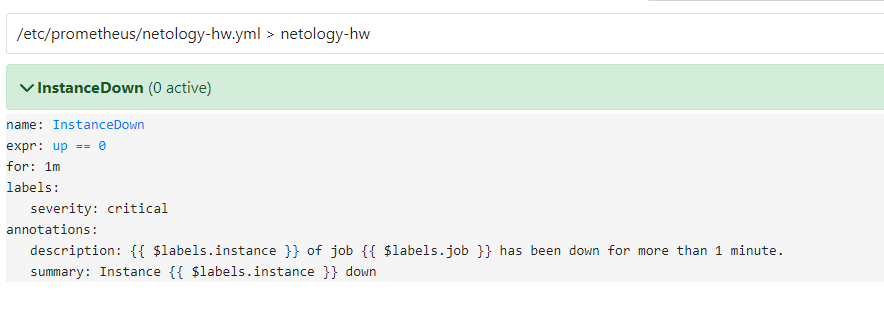 /etc/prometheus/netology-hw.yml > netology-hw
InstanceDown (0 active)
name: InstanceDown
expr: up == 0
for: 1m
labels:
severity: critical
annotations:
description: {{ $labels.instance }} of job {{ $labels.job }} has been down for more than 1 minute.
summary: Instance {{ $labels.instance }} down